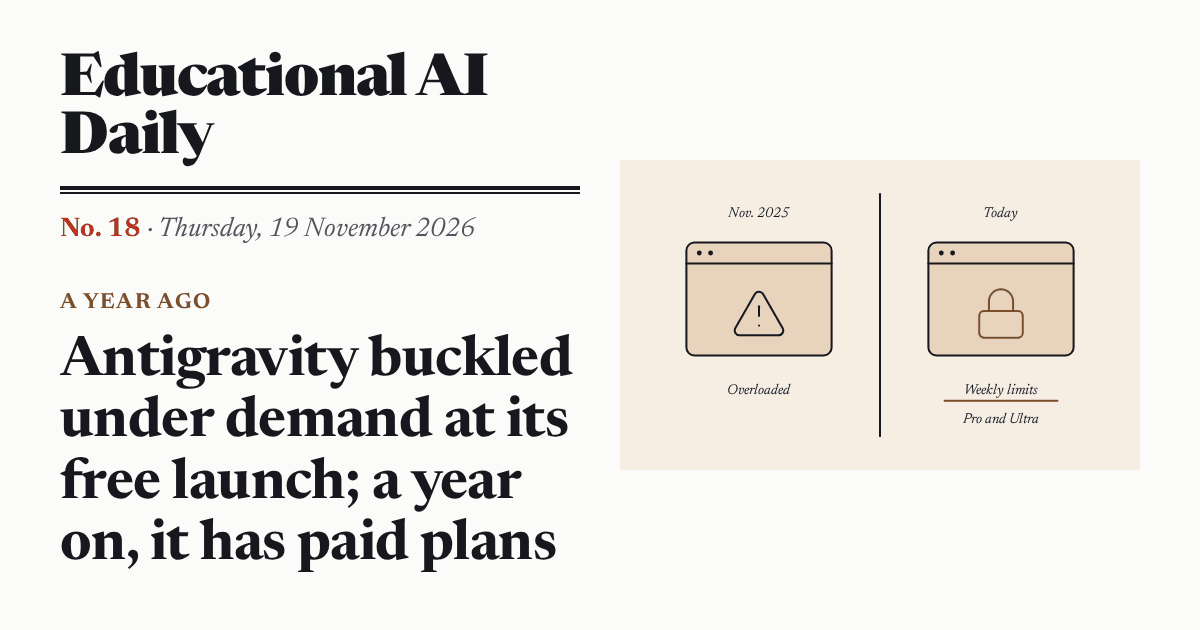 Educational AI
Daily
No. 18 · Thursday, 19 November 2026
A YEAR AGO
Antigravity buckled
under demand at its
free launch; a year
on, it has paid plans
Nov. 2025
Overloaded
Today
Weekly limits
Pro and Ultra